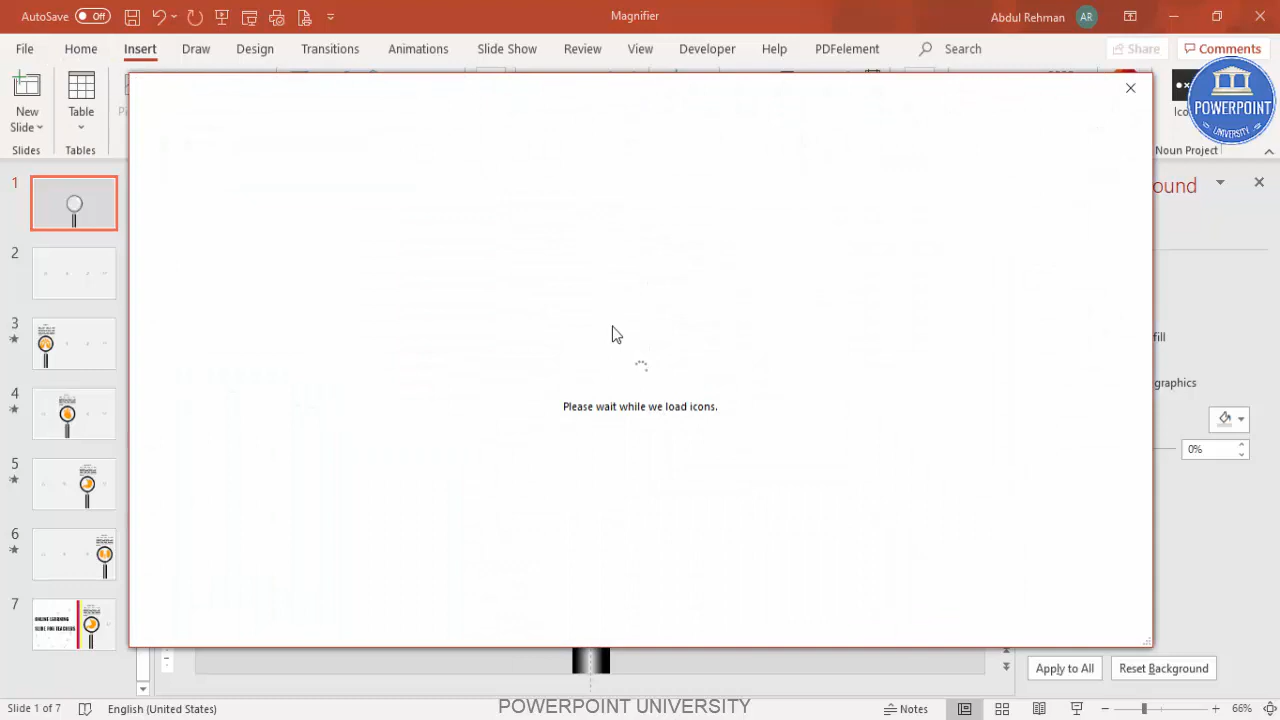 AutoSave Off Magnifier Abdul Rehman AR
File Home Insert Draw Design Transitions Animations Slide Show Review View Developer Help PDFelement Search Share Comments
New
Slide
Table
POWERPOINT
UNIVERSITY
Slides Tables Noun Project
1
ound
2
3
fill
Please wait while we load icons.
graphics
4
0%
5
6
7
ONLINE LEARNING
SLIDE FOR TEACHERS
Apply to All Reset Background
Slide 1 of 7 English (United States) POWERPOINT UNIVERSITY Notes 66%